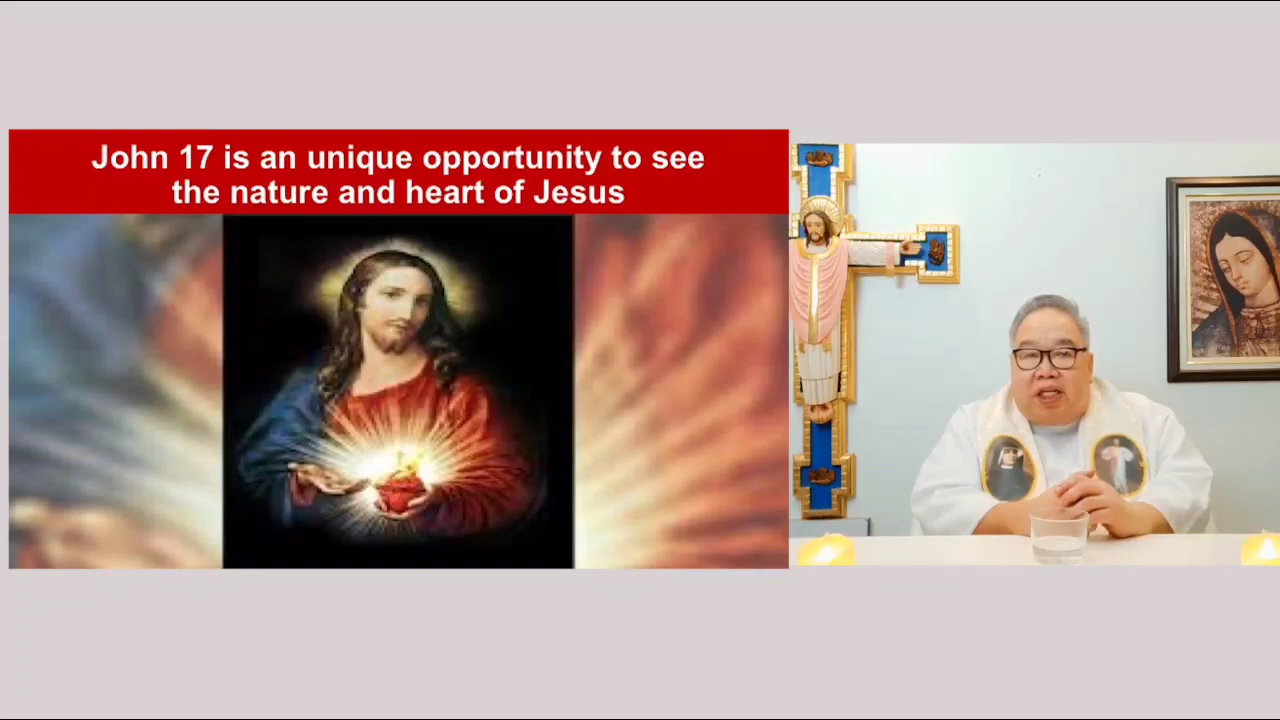 John 17 is an unique opportunity to see
the nature and heart of Jesus